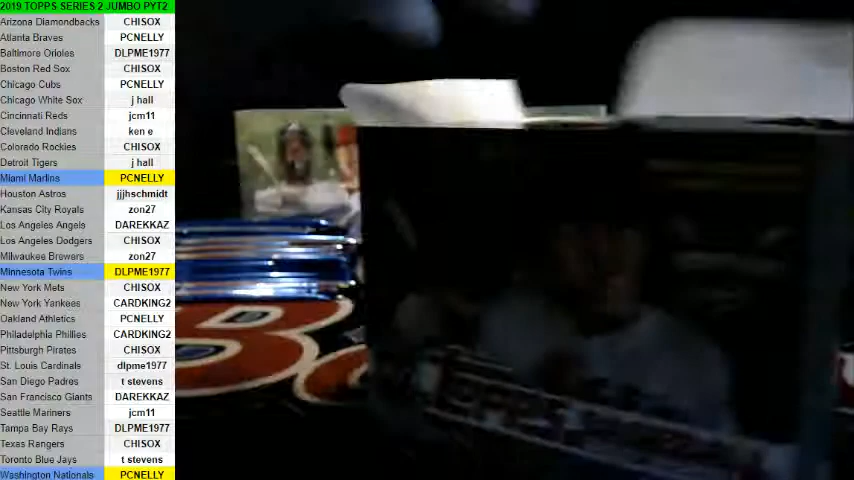 2019 TOPPS SERIES 2 JUMBO PYT2
Arizona Diamondbacks CHISOX
Atlanta Braves PCNELLY
Baltimore Orioles DLPME1977
Boston Red Sox CHISOX
Chicago Cubs PCNELLY
Chicago White Sox j hall
Cincinnati Reds jcm11
Cleveland Indians ken e
Colorado Rockies CHISOX
Detroit Tigers j hall
Miami Marlins PCNELLY
Houston Astros jjjhschmidt
Kansas City Royals zon27
Los Angeles Angels DAREKKAZ
Los Angeles Dodgers CHISOX
Milwaukee Brewers zon27
Minnesota Twins DLPME1977
New York Mets CHISOX
New York Yankees CARDKING2
Oakland Athletics PCNELLY
Philadelphia Phillies CARDKING2
Pittsburgh Pirates CHISOX
St. Louis Cardinals dlpme1977
San Diego Padres t stevens
San Francisco Giants DAREKKAZ
Seattle Mariners jcm11
Tampa Bay Rays DLPME1977
Texas Rangers CHISOX
Toronto Blue Jays t stevens
Washington Nationals PCNELLY